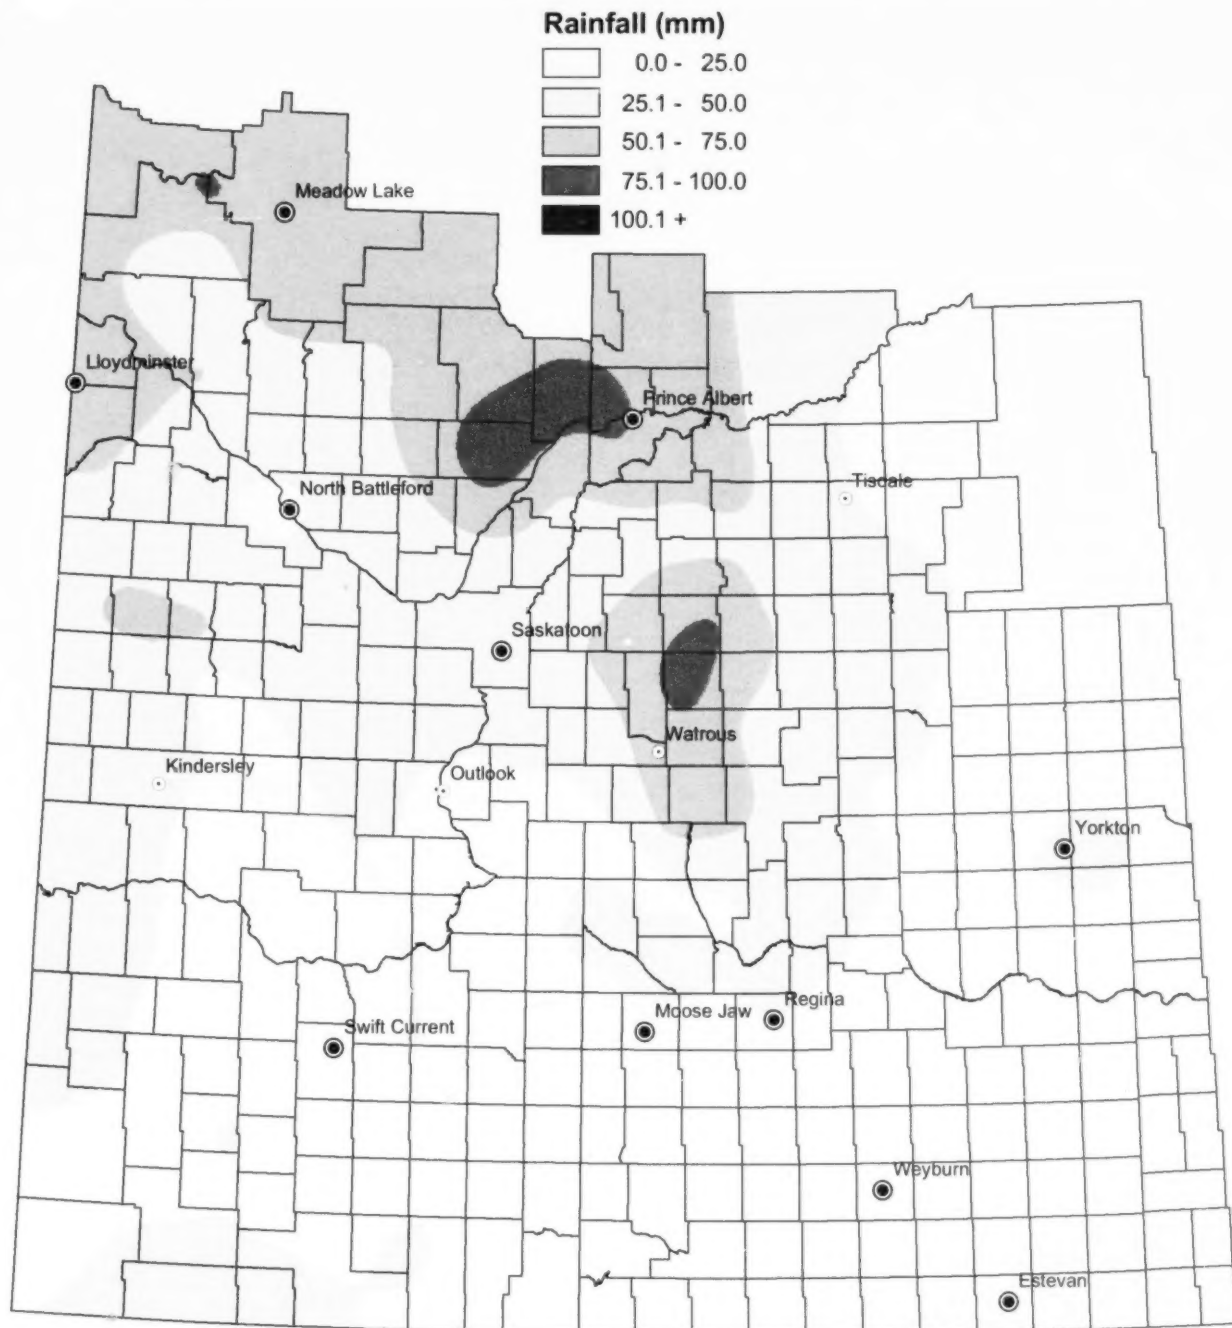 Rainfall (mm)
0.0 - 25.0
25.1 - 50.0
50.1 - 75.0
75.1 - 100.0
100.1 +
Meadow Lake
Lloydminster
Prince Albert
North Battleford
Tisdale
Saskatoon
Watrous
Kindersley
Outlook
Yorkton
Regina
Moose Jaw
Swift Current
Weyburn
Estevan